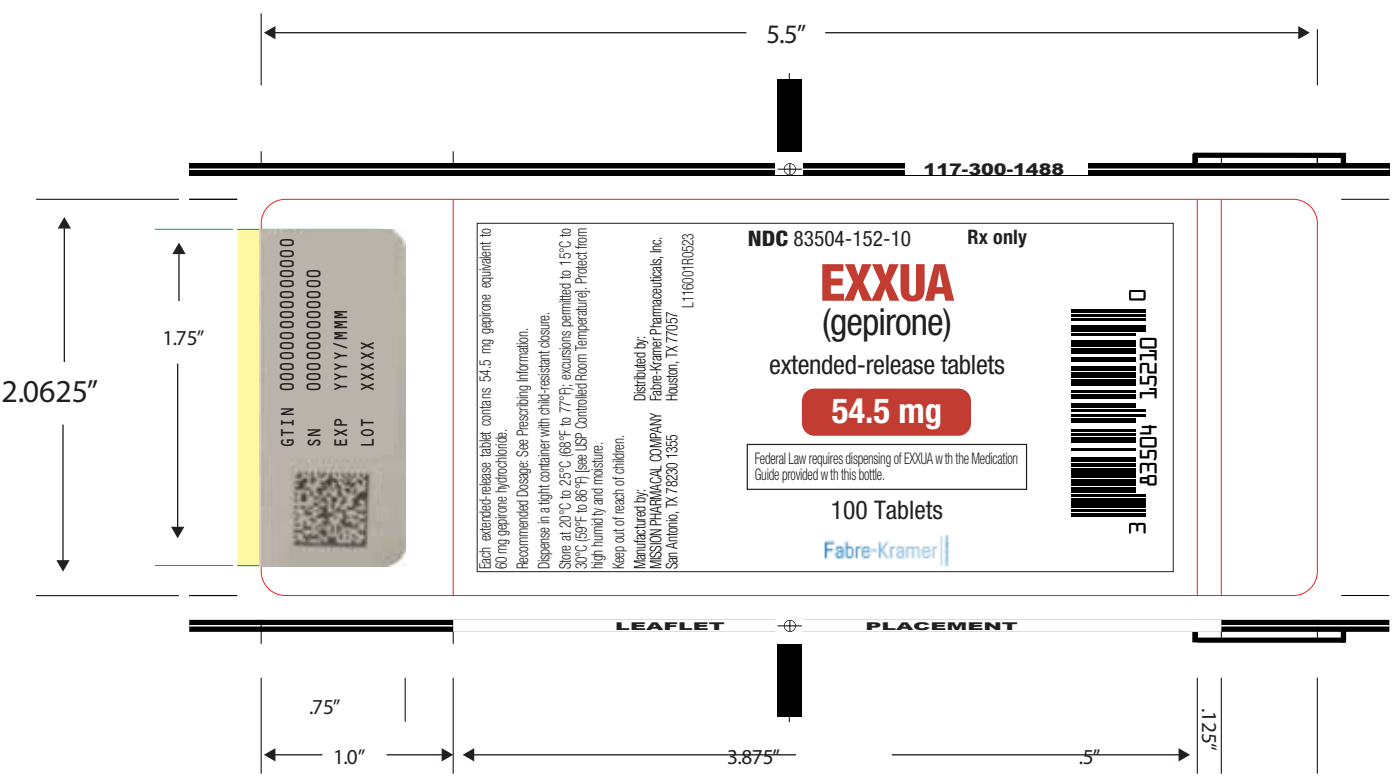 5.5"
117-300-1488
2.0625"
1.75"
GTIN 00000000000000
SN 000000000000
EXP YYYY/MMM
LOT XXXXX
Each extended-release tablet contans 54.5 mg gepirone equivalent to
60 mg gepirone hydrochloride.
Recommended Dosage: See Prescribing Information.
Dispense in a tight container with child-resistant closure.
Store at 20°C to 25°C (68°F to 77°F); excursions permitted to 15°C to
30°C (59°F to 86°F) [see USP Controlled Room Temperature]. Protect from
high humid ty and moisture.
Keep out of reach of children.
Manufactured by:
MISSION PHARMACAL COMPANY
San Antonio, TX 78230 1355
Distributed by:
Fabre-Kramer Pharmaceuticals, Inc.
Houston, TX 77057
L116001R0523
NDC 83504-152-10 Rx only
EXXUA
(gepirone)
extended-release tablets
54.5 mg
Federal Law requires dispensing of EXXUA w th the Medication
Guide provided w th this bottle.
100 Tablets
Fabre-Kramer
3 83504 15210 0
LEAFLET PLACEMENT
.75"
1.0"
3.875"
.5"
.125"